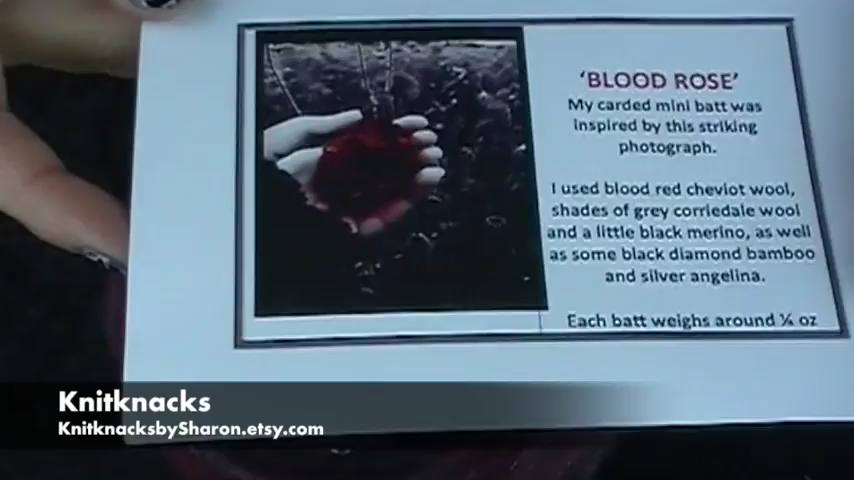 'BLOOD ROSE'
My carded mini batt was
inspired by this striking
photograph.
I used blood red cheviot wool,
shades of grey corriedale wool
and a little black merino, as well
as some black diamond bamboo
and silver angelina.
Each batt weighs around ¼ oz
Knitknacks
KnitknacksbySharon.etsy.com